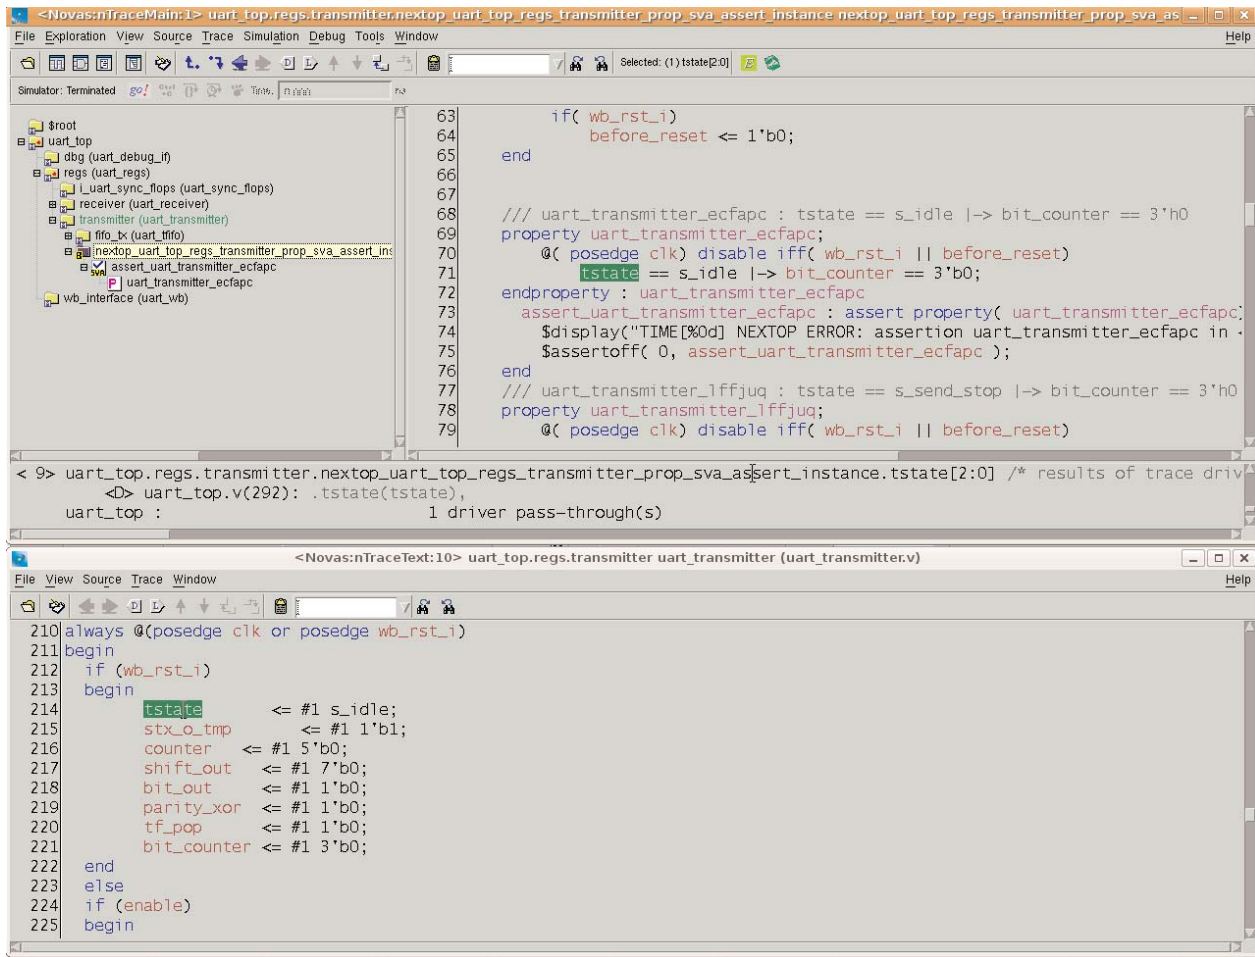 <Novas:nTraceMain:1> uart_top.regs.transmitter.nextop_uart_top_regs_transmitter_prop_sva_assert_instance nextop_uart_top_regs_transmitter_prop_sva_as
File Exploration View Source Trace Simulation Debug Tools Window Help
Selected: (1) tstate[2:0]
Simulator: Terminated go!
$root
uart_top
dbg (uart_debug_if)
regs (uart_regs)
i_uart_sync_flops (uart_sync_flops)
receiver (uart_receiver)
transmitter (uart_transmitter)
fifo_tx (uart_tfifo)
nextop_uart_top_regs_transmitter_prop_sva_assert_ins
assert_uart_transmitter_ecfapc
uart_transmitter_ecfapc
wb_interface (uart_wb)
63 if( wb_rst_i)
64 before_reset <= 1'b0;
65 end
66
67
68 /// uart_transmitter_ecfapc : tstate == s_idle |-> bit_counter == 3'h0
69 property uart_transmitter_ecfapc;
70 @( posedge clk) disable iff( wb_rst_i || before_reset)
71 tstate == s_idle |-> bit_counter == 3'b0;
72 endproperty : uart_transmitter_ecfapc
73 assert_uart_transmitter_ecfapc : assert property( uart_transmitter_ecfapc
74 $display("TIME[%0d] NEXTOP ERROR: assertion uart_transmitter_ecfapc in
75 $assertoff( 0, assert_uart_transmitter_ecfapc );
76 end
77 /// uart_transmitter_lffjuq : tstate == s_send_stop |-> bit_counter == 3'h0
78 property uart_transmitter_lffjuq;
79 @( posedge clk) disable iff( wb_rst_i || before_reset)
< 9> uart_top.regs.transmitter.nextop_uart_top_regs_transmitter_prop_sva_assert_instance.tstate[2:0] /* results of trace driv
<D> uart_top.v(292): .tstate(tstate),
uart_top : 1 driver pass-through(s)
<Novas:nTraceText:10> uart_top.regs.transmitter uart_transmitter (uart_transmitter.v)
File View Source Trace Window Help
210 always @(posedge clk or posedge wb_rst_i)
211 begin
212 if (wb_rst_i)
213 begin
214 tstate <= #1 s_idle;
215 stx_o_tmp <= #1 1'b1;
216 counter <= #1 5'b0;
217 shift_out <= #1 7'b0;
218 bit_out <= #1 1'b0;
219 parity_xor <= #1 1'b0;
220 tf_pop <= #1 1'b0;
221 bit_counter <= #1 3'b0;
222 end
223 else
224 if (enable)
225 begin